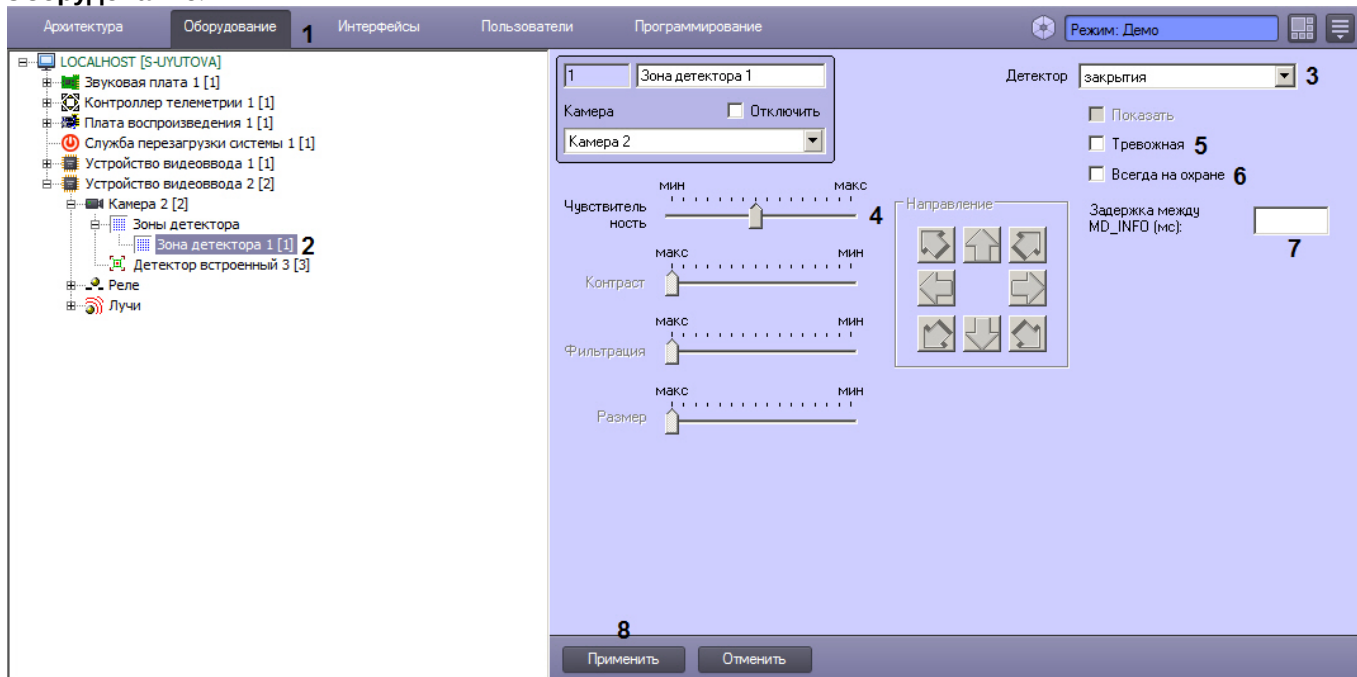 Архитектура Оборудование 1 Интерфейсы Пользователи Программирование Режим: Демо
LOCALHOST [S-UYUTOVA]
Звуковая плата 1 [1]
Контроллер телеметрии 1 [1]
Плата воспроизведения 1 [1]
Служба перезагрузки системы 1 [1]
Устройство видеоввода 1 [1]
Устройство видеоввода 2 [2]
Камера 2 [2]
Зоны детектора
Зона детектора 1 [1] 2
Детектор встроенный 3 [3]
Реле
Лучи
1 Зона детектора 1
Камера Отключить
Камера 2
Детектор закрытия 3
Показать
Тревожная 5
Всегда на охране 6
Задержка между
MD_INFO (мс):
7
мин макс
Чувствитель
ность 4
макс мин
Контраст
макс мин
Фильтрация
макс мин
Размер
Направление
8
Применить Отменить